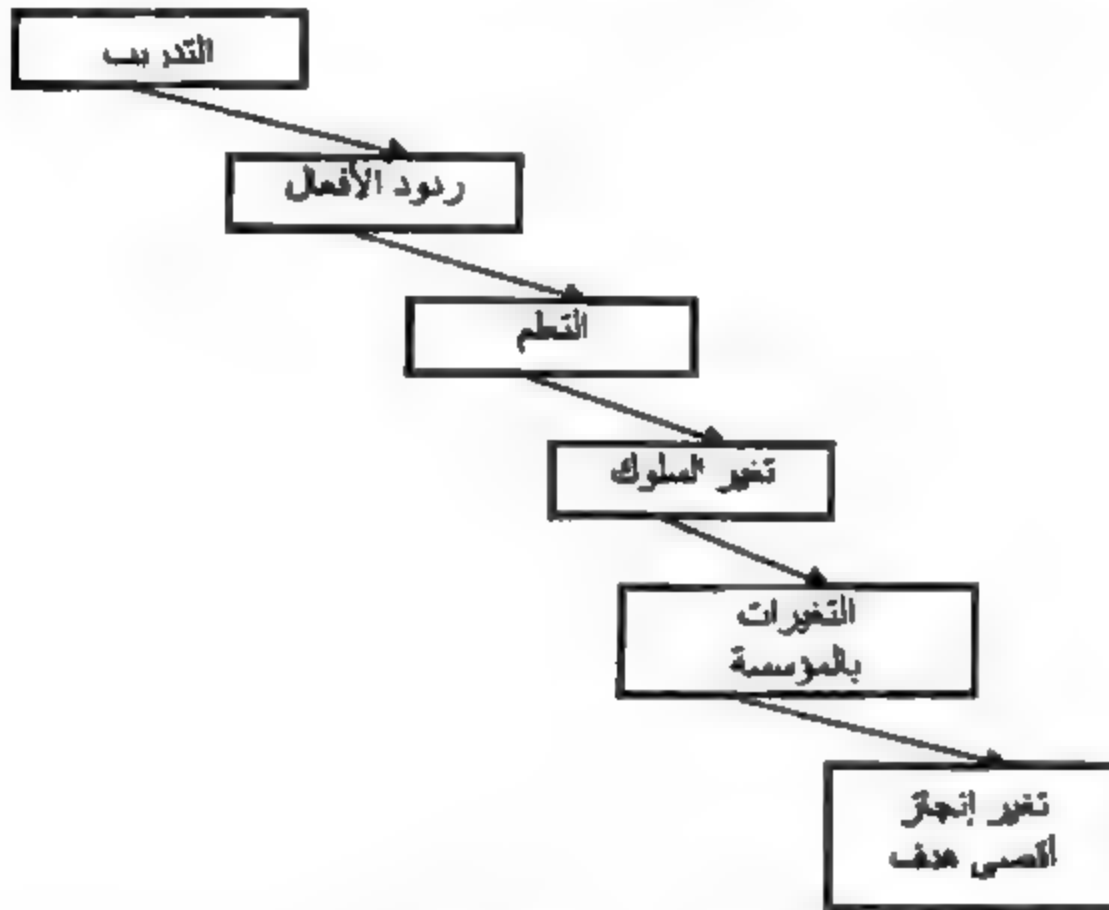 التدريب
ردود الأفعال
التعلم
تغير السلوك
التغيرات
بالمؤسسة
تغير إنجاز
أقصى هدف